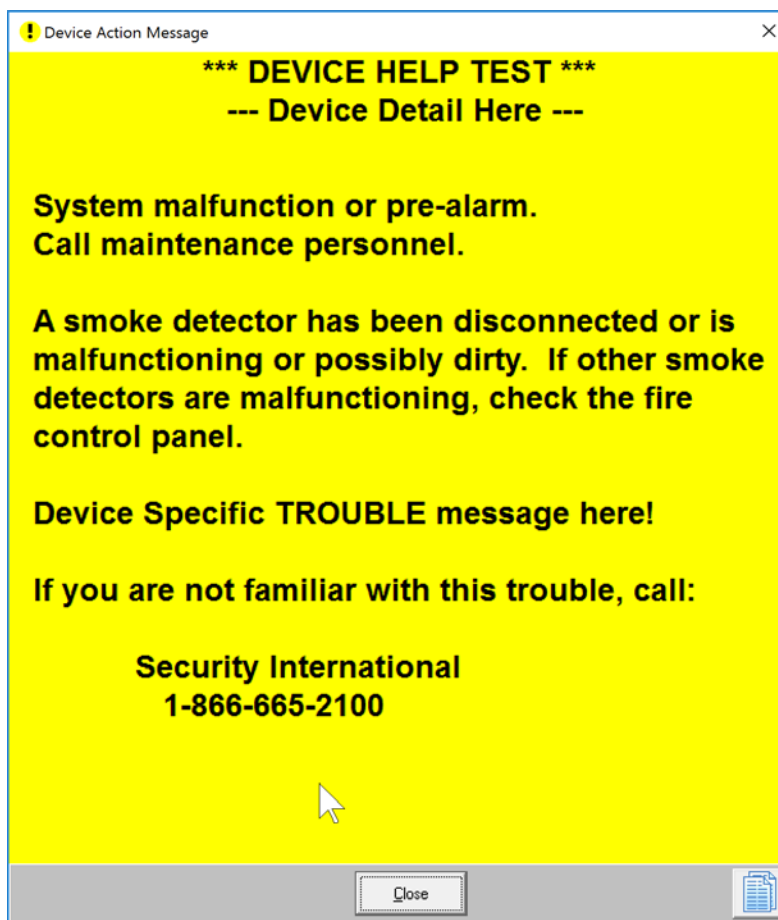 Device Action Message
*** DEVICE HELP TEST ***
--- Device Detail Here ---
System malfunction or pre-alarm.
Call maintenance personnel.
A smoke detector has been disconnected or is
malfunctioning or possibly dirty.  If other smoke
detectors are malfunctioning, check the fire
control panel.
Device Specific TROUBLE message here!
If you are not familiar with this trouble, call:
Security International
1-866-665-2100
Close